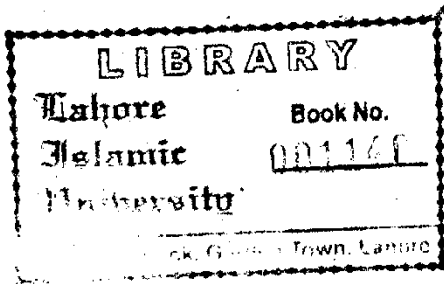 LIBRARY
Lahore
Book No.
Islamic
University
Town, Lahore